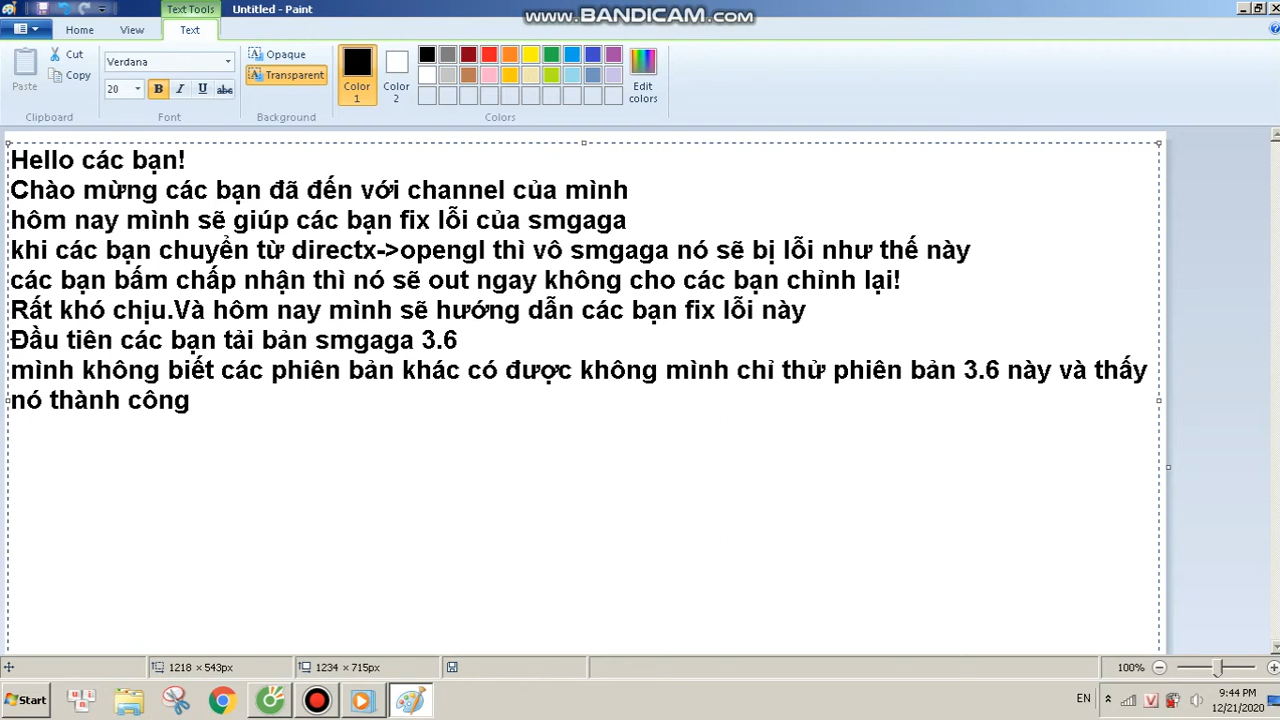 Text Tools
Untitled - Paint
www.BANDICAM.com
Home
View
Text
Paste
Cut
Copy
Clipboard
Verdana
20
B
I
U
abc
Font
Opaque
Transparent
Background
Color 1
Color 2
Edit colors
Colors
Hello các bạn!
Chào mừng các bạn đã đến với channel của mình
hôm nay mình sẽ giúp các bạn fix lỗi của smgaga
khi các bạn chuyển từ directx->opengl thì vô smgaga nó sẽ bị lỗi như thế này
các bạn bấm chấp nhận thì nó sẽ out ngay không cho các bạn chỉnh lại!
Rất khó chịu.Và hôm nay mình sẽ hướng dẫn các bạn fix lỗi này
Đầu tiên các bạn tải bản smgaga 3.6
mình không biết các phiên bản khác có được không mình chỉ thử phiên bản 3.6 này và thấy
nó thành công
1218 × 543px
1234 × 715px
100%
Start
EN
9:44 PM
12/21/2020